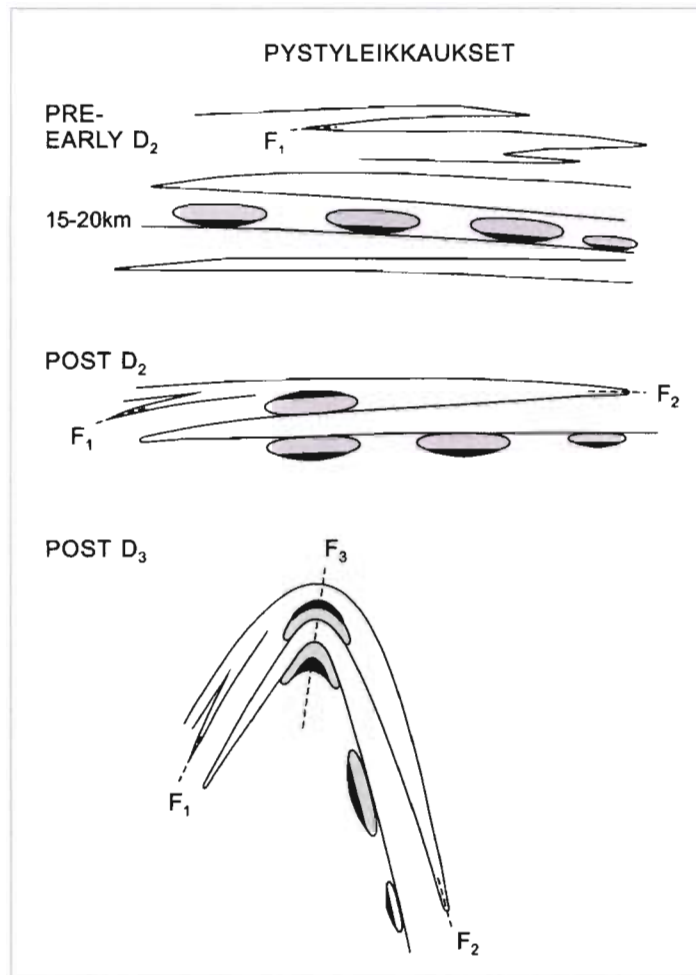 PYSTYLEIKKAUKSET
PRE-
EARLY D₂
F₁
15-20km
POST D₂
F₂
F₁
POST D₃
F₃
F₁
F₂